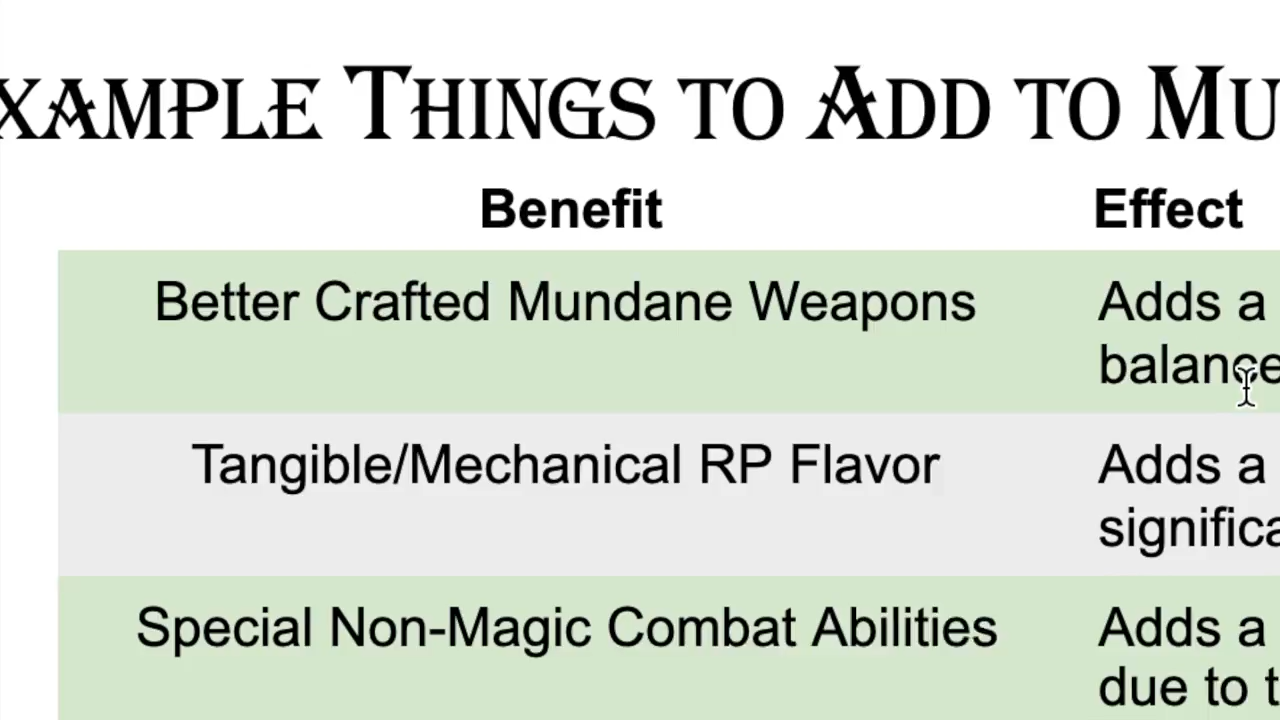 XAMPLE THINGS TO ADD TO MU
Benefit Effect
Better Crafted Mundane Weapons Adds a
balance
Tangible/Mechanical RP Flavor Adds a
significa
Special Non-Magic Combat Abilities Adds a
due to t